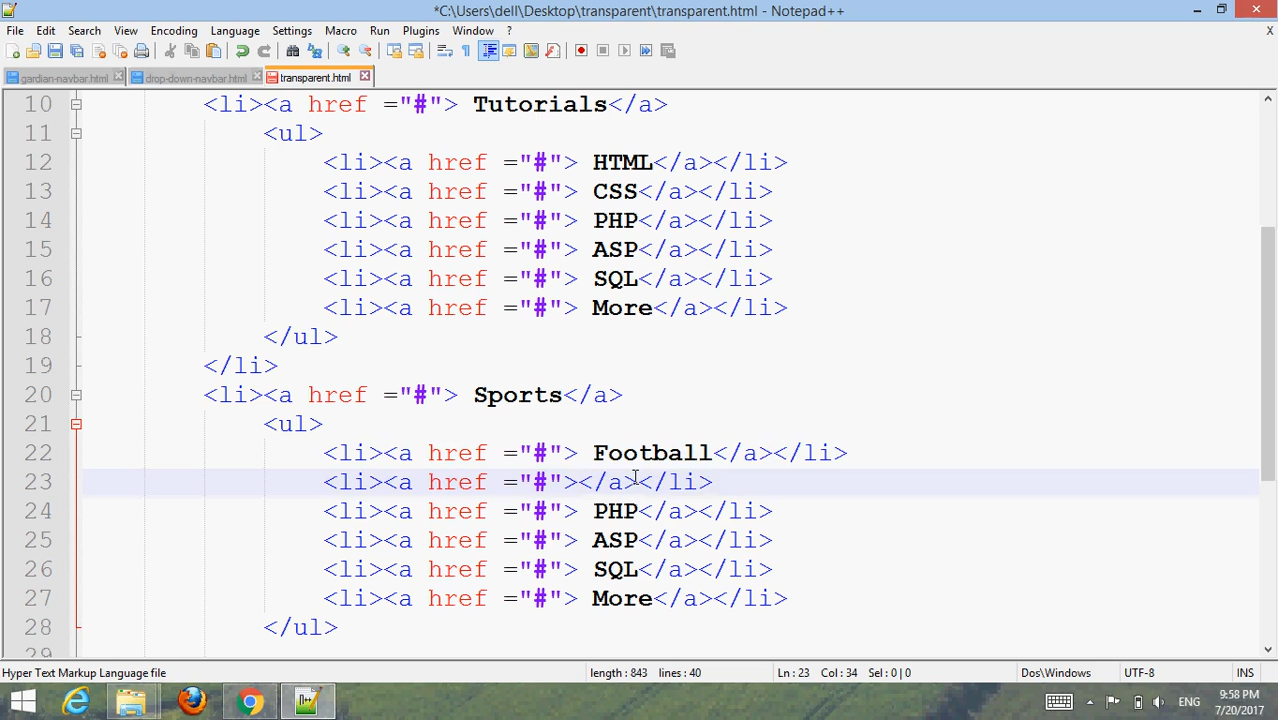 *C:\Users\dell\Desktop\transparent\transparent.html - Notepad++
File Edit Search View Encoding Language Settings Macro Run Plugins Window ? X
gardian-navbar.html drop-down-navbar.html transparent.html
10 <li><a href ="#"> Tutorials</a>
11 <ul>
12 <li><a href ="#"> HTML</a></li>
13 <li><a href ="#"> CSS</a></li>
14 <li><a href ="#"> PHP</a></li>
15 <li><a href ="#"> ASP</a></li>
16 <li><a href ="#"> SQL</a></li>
17 <li><a href ="#"> More</a></li>
18 </ul>
19 </li>
20 <li><a href ="#"> Sports</a>
21 <ul>
22 <li><a href ="#"> Football</a></li>
23 <li><a href ="#"></a></li>
24 <li><a href ="#"> PHP</a></li>
25 <li><a href ="#"> ASP</a></li>
26 <li><a href ="#"> SQL</a></li>
27 <li><a href ="#"> More</a></li>
28 </ul>
29
Hyper Text Markup Language file length : 843 lines : 40 Ln : 23 Col : 34 Sel : 0 | 0 Dos\Windows UTF-8 INS
ENG 9:58 PM
7/20/2017